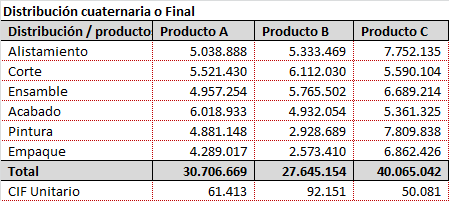 Distribución cuaternaria o Final
Distribución / producto Producto A Producto B Producto C
Alistamiento 5.038.888 5.333.469 7.752.135
Corte 5.521.430 6.112.030 5.590.104
Ensamble 4.957.254 5.765.502 6.689.214
Acabado 6.018.933 4.932.054 5.361.325
Pintura 4.881.148 2.928.689 7.809.838
Empaque 4.289.017 2.573.410 6.862.426
Total 30.706.669 27.645.154 40.065.042
CIF Unitario 61.413 92.151 50.081